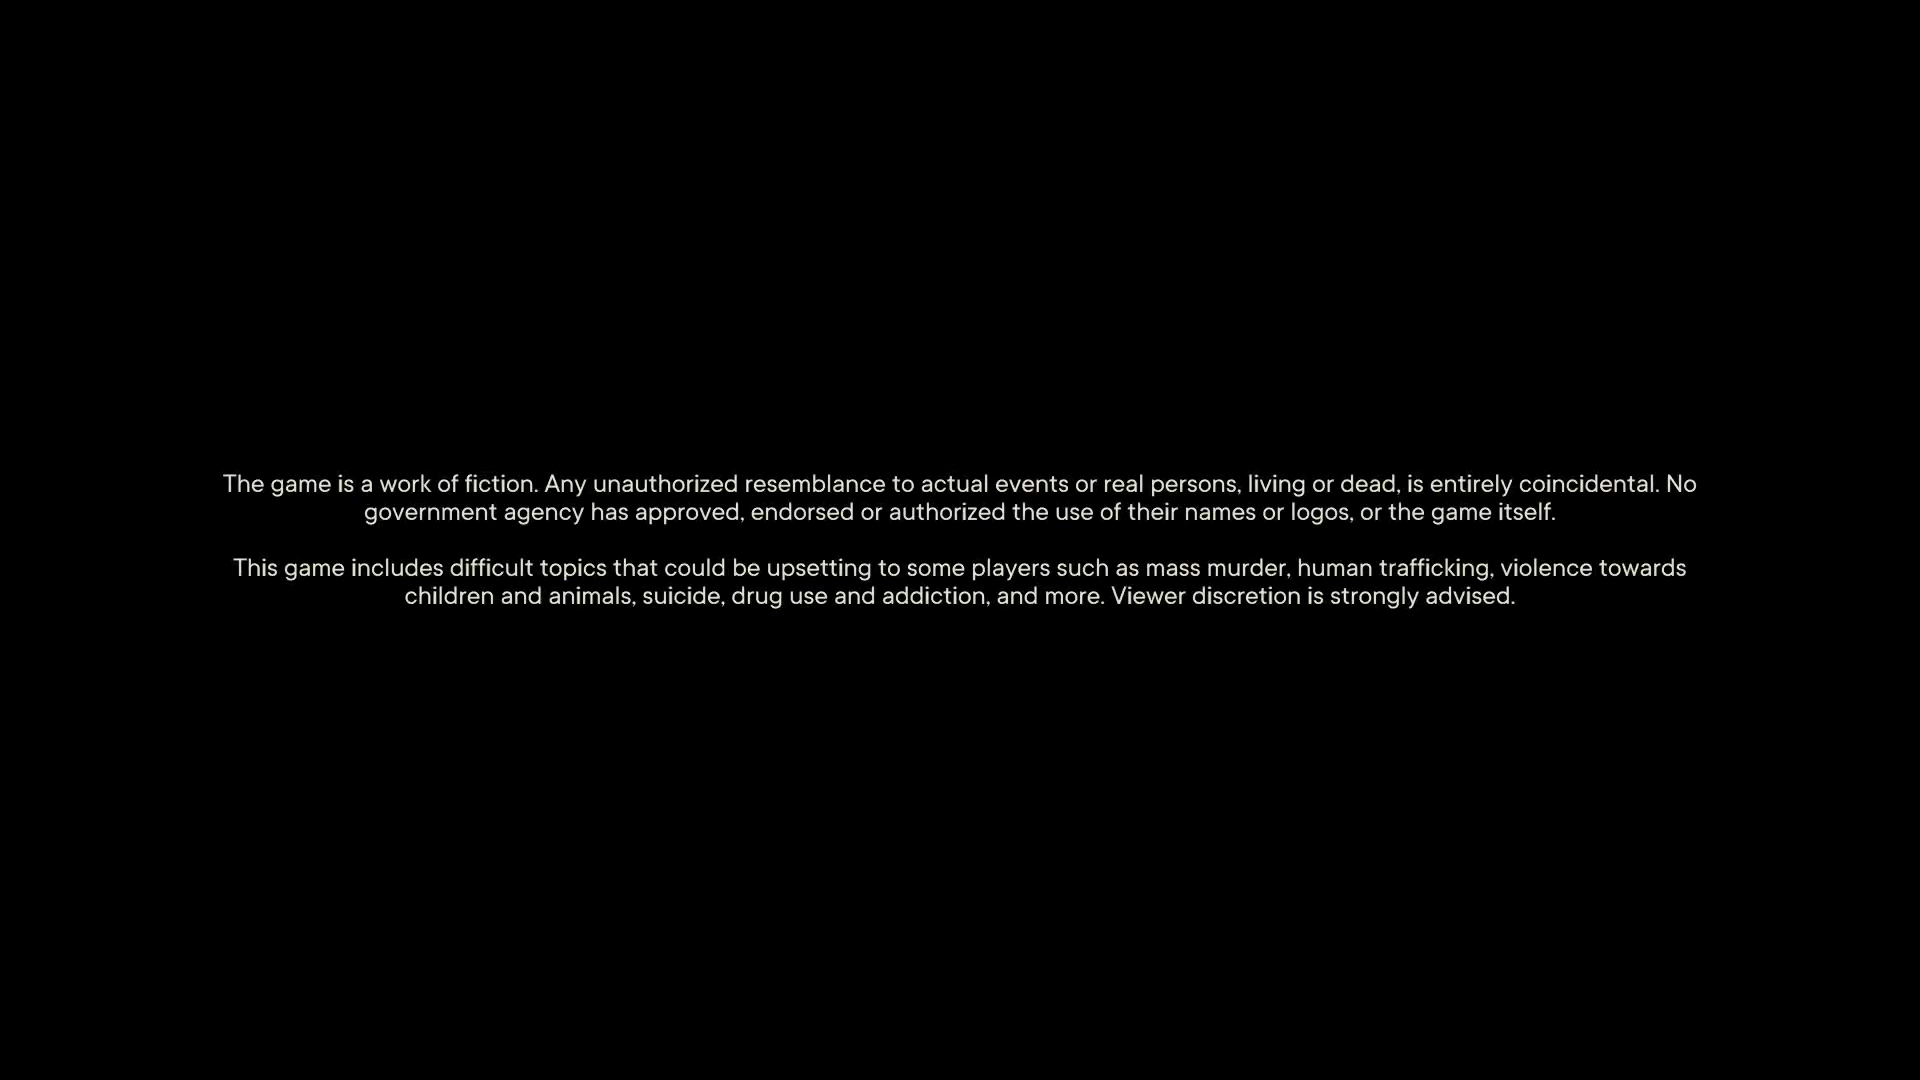 The game is a work of fiction. Any unauthorized resemblance to actual events or real persons, living or dead, is entirely coincidental. No
government agency has approved, endorsed or authorized the use of their names or logos, or the game itself.
This game includes difficult topics that could be upsetting to some players such as mass murder, human trafficking, violence towards
children and animals, suicide, drug use and addiction, and more. Viewer discretion is strongly advised.